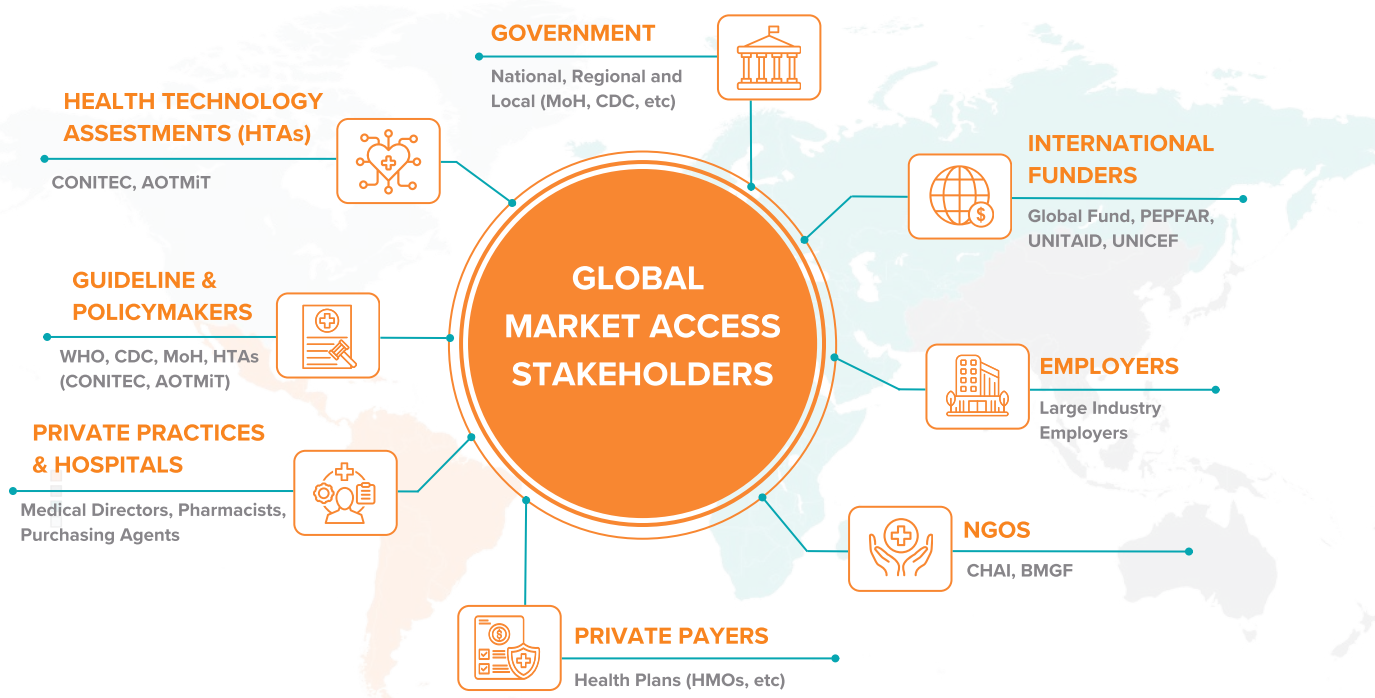 GOVERNMENT
National, Regional and
Local (MoH, CDC, etc)
HEALTH TECHNOLOGY
ASSESTMENTS (HTAs)
CONITEC, AOTMiT
INTERNATIONAL
FUNDERS
$
Global Fund, PEPFAR,
UNITAID, UNICEF
GLOBAL
MARKET ACCESS
STAKEHOLDERS
GUIDELINE &
POLICYMAKERS
WHO, CDC, MoH, HTAs
(CONITEC, AOTMiT)
EMPLOYERS
Large Industry
Employers
PRIVATE PRACTICES
& HOSPITALS
Medical Directors, Pharmacists,
Purchasing Agents
NGOS
CHAI, BMGF
$
PRIVATE PAYERS
Health Plans (HMOs, etc)